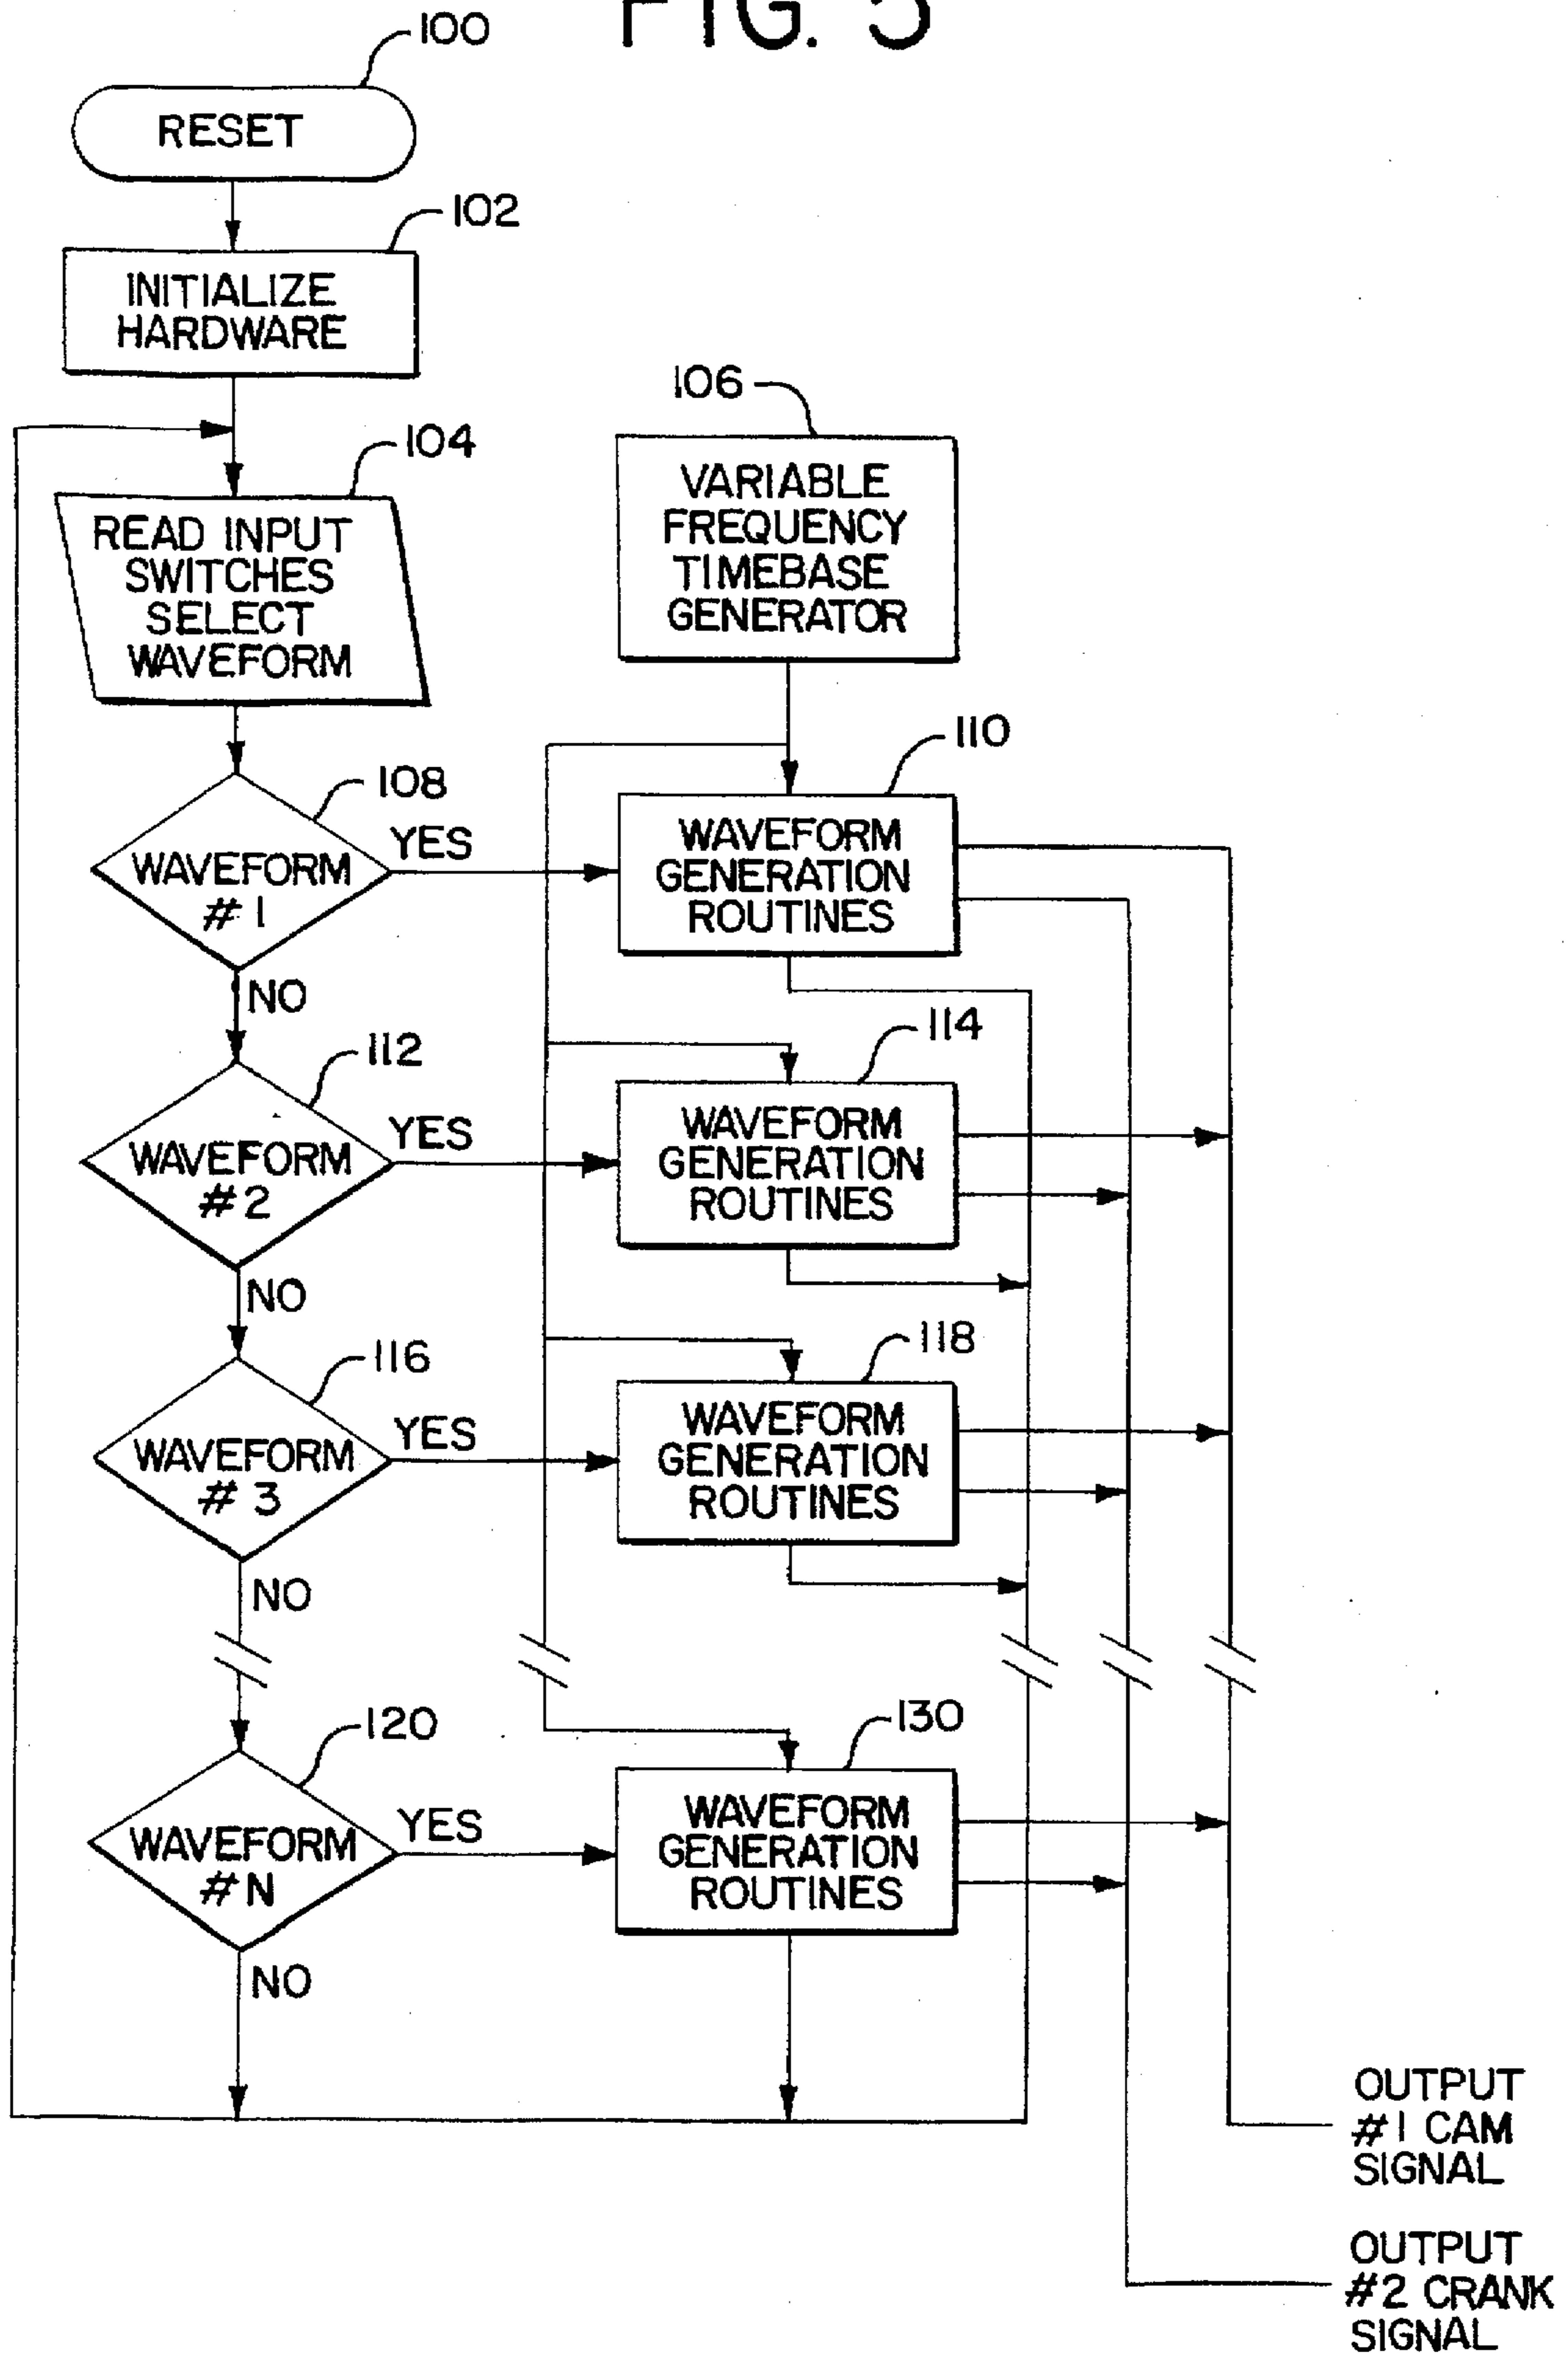 FIG. 5
100
RESET
102
INITIALIZE
HARDWARE
104
READ INPUT
SWITCHES
SELECT
WAVEFORM
106
VARIABLE
FREQUENCY
TIMEBASE
GENERATOR
108
WAVEFORM
#1
YES
NO
110
WAVEFORM
GENERATION
ROUTINES
112
WAVEFORM
#2
YES
NO
114
WAVEFORM
GENERATION
ROUTINES
116
WAVEFORM
#3
YES
NO
118
WAVEFORM
GENERATION
ROUTINES
120
WAVEFORM
#N
YES
NO
130
WAVEFORM
GENERATION
ROUTINES
OUTPUT
#1 CAM
SIGNAL
OUTPUT
#2 CRANK
SIGNAL